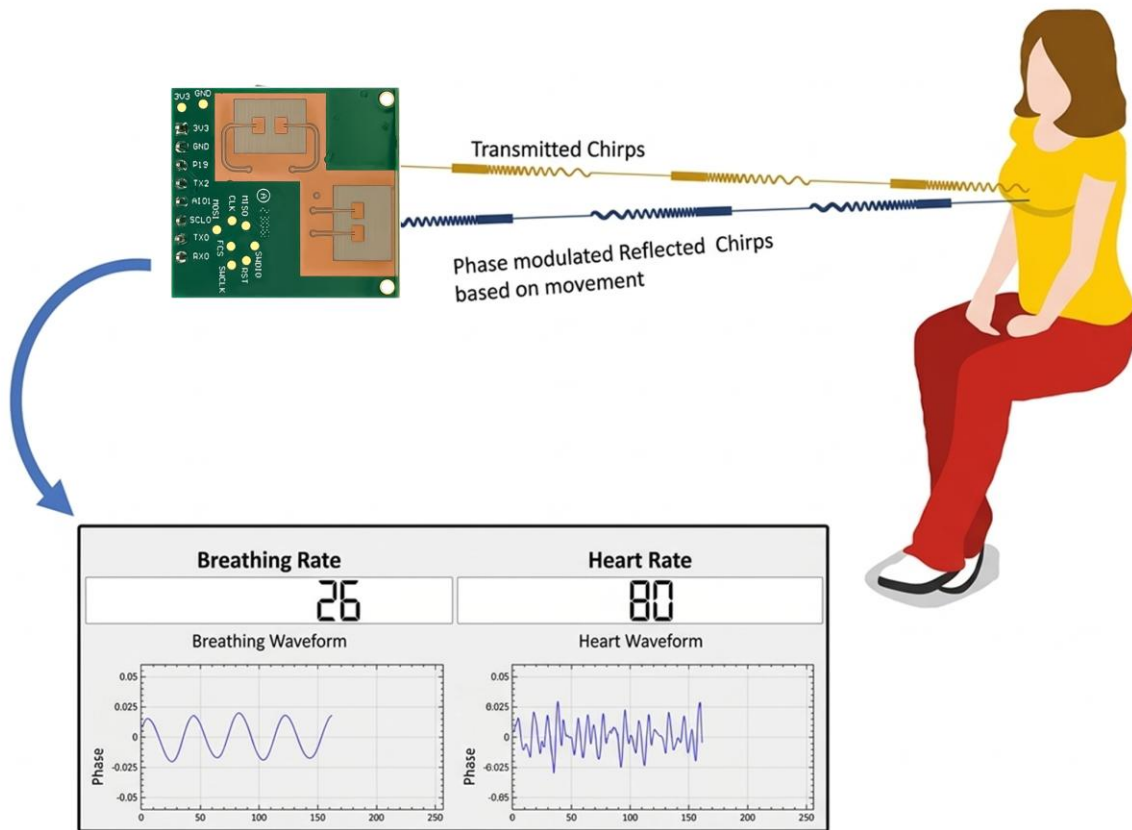 3V3 GND
3V3
GND
P19
TX2
AIO1
SCL0
TX0
RX0
MOSI
CLK
MISO
FCS
SWCLK
RST
SWDIO
Transmitted Chirps
Phase modulated Reflected Chirps
based on movement
Breathing Rate
Heart Rate
26
80
Breathing Waveform
Heart Waveform
Phase
0.05
0.025
0
-0.025
-0.05
0 50 100 150 200 250
Phase
0.05
0.025
0
-0.025
0 50 100 150 200 250